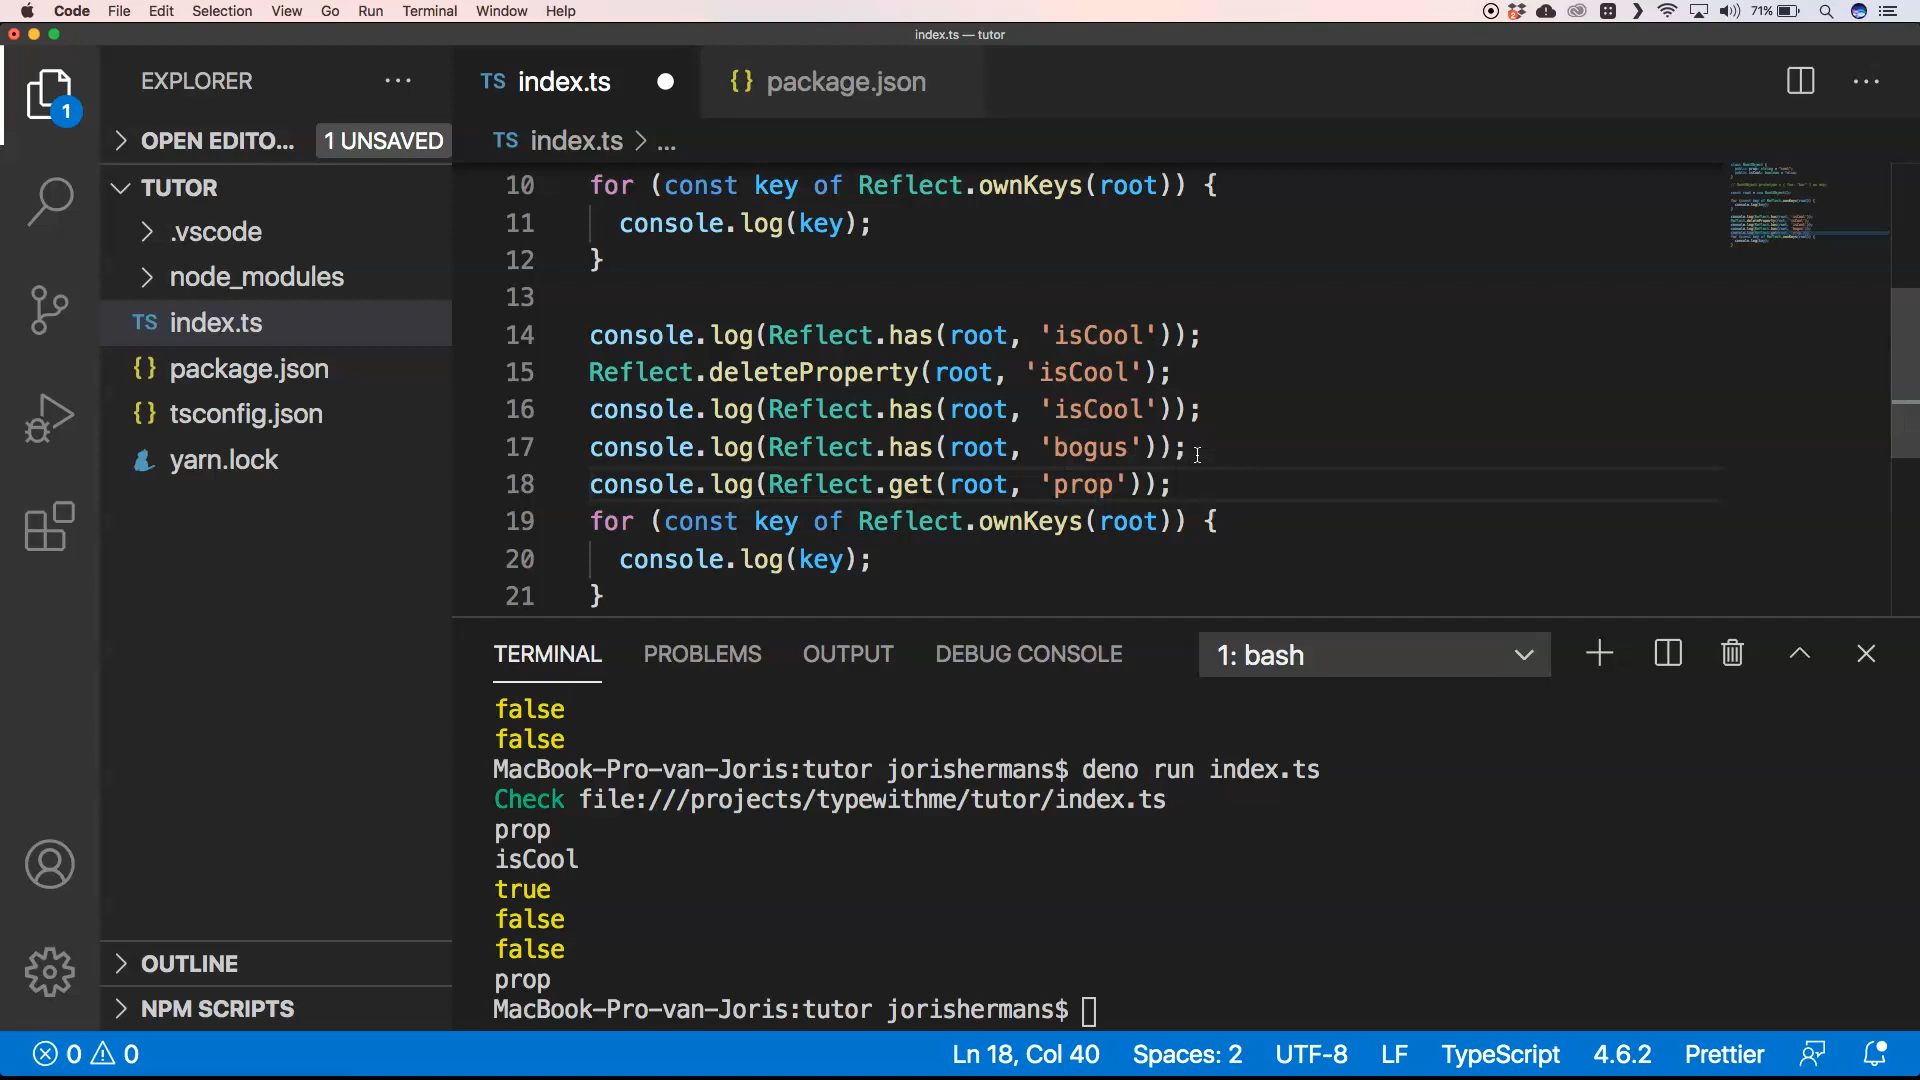 Code File Edit Selection View Go Run Terminal Window Help 71%
index.ts — tutor
EXPLORER ··· TS index.ts {} package.json ···
1
> OPEN EDITO... 1 UNSAVED TS index.ts > ...
TUTOR
.vscode
node_modules
TS index.ts
{} package.json
{} tsconfig.json
yarn.lock
OUTLINE
NPM SCRIPTS
10 for (const key of Reflect.ownKeys(root)) {
11 console.log(key);
12 }
13
14 console.log(Reflect.has(root, 'isCool'));
15 Reflect.deleteProperty(root, 'isCool');
16 console.log(Reflect.has(root, 'isCool'));
17 console.log(Reflect.has(root, 'bogus'));
18 console.log(Reflect.get(root, 'prop'));
19 for (const key of Reflect.ownKeys(root)) {
20 console.log(key);
21 }
TERMINAL PROBLEMS OUTPUT DEBUG CONSOLE 1: bash
false
false
MacBook-Pro-van-Joris:tutor jorishermans$ deno run index.ts
Check file:///projects/typewithme/tutor/index.ts
prop
isCool
true
false
false
prop
MacBook-Pro-van-Joris:tutor jorishermans$
0 0 Ln 18, Col 40 Spaces: 2 UTF-8 LF TypeScript 4.6.2 Prettier